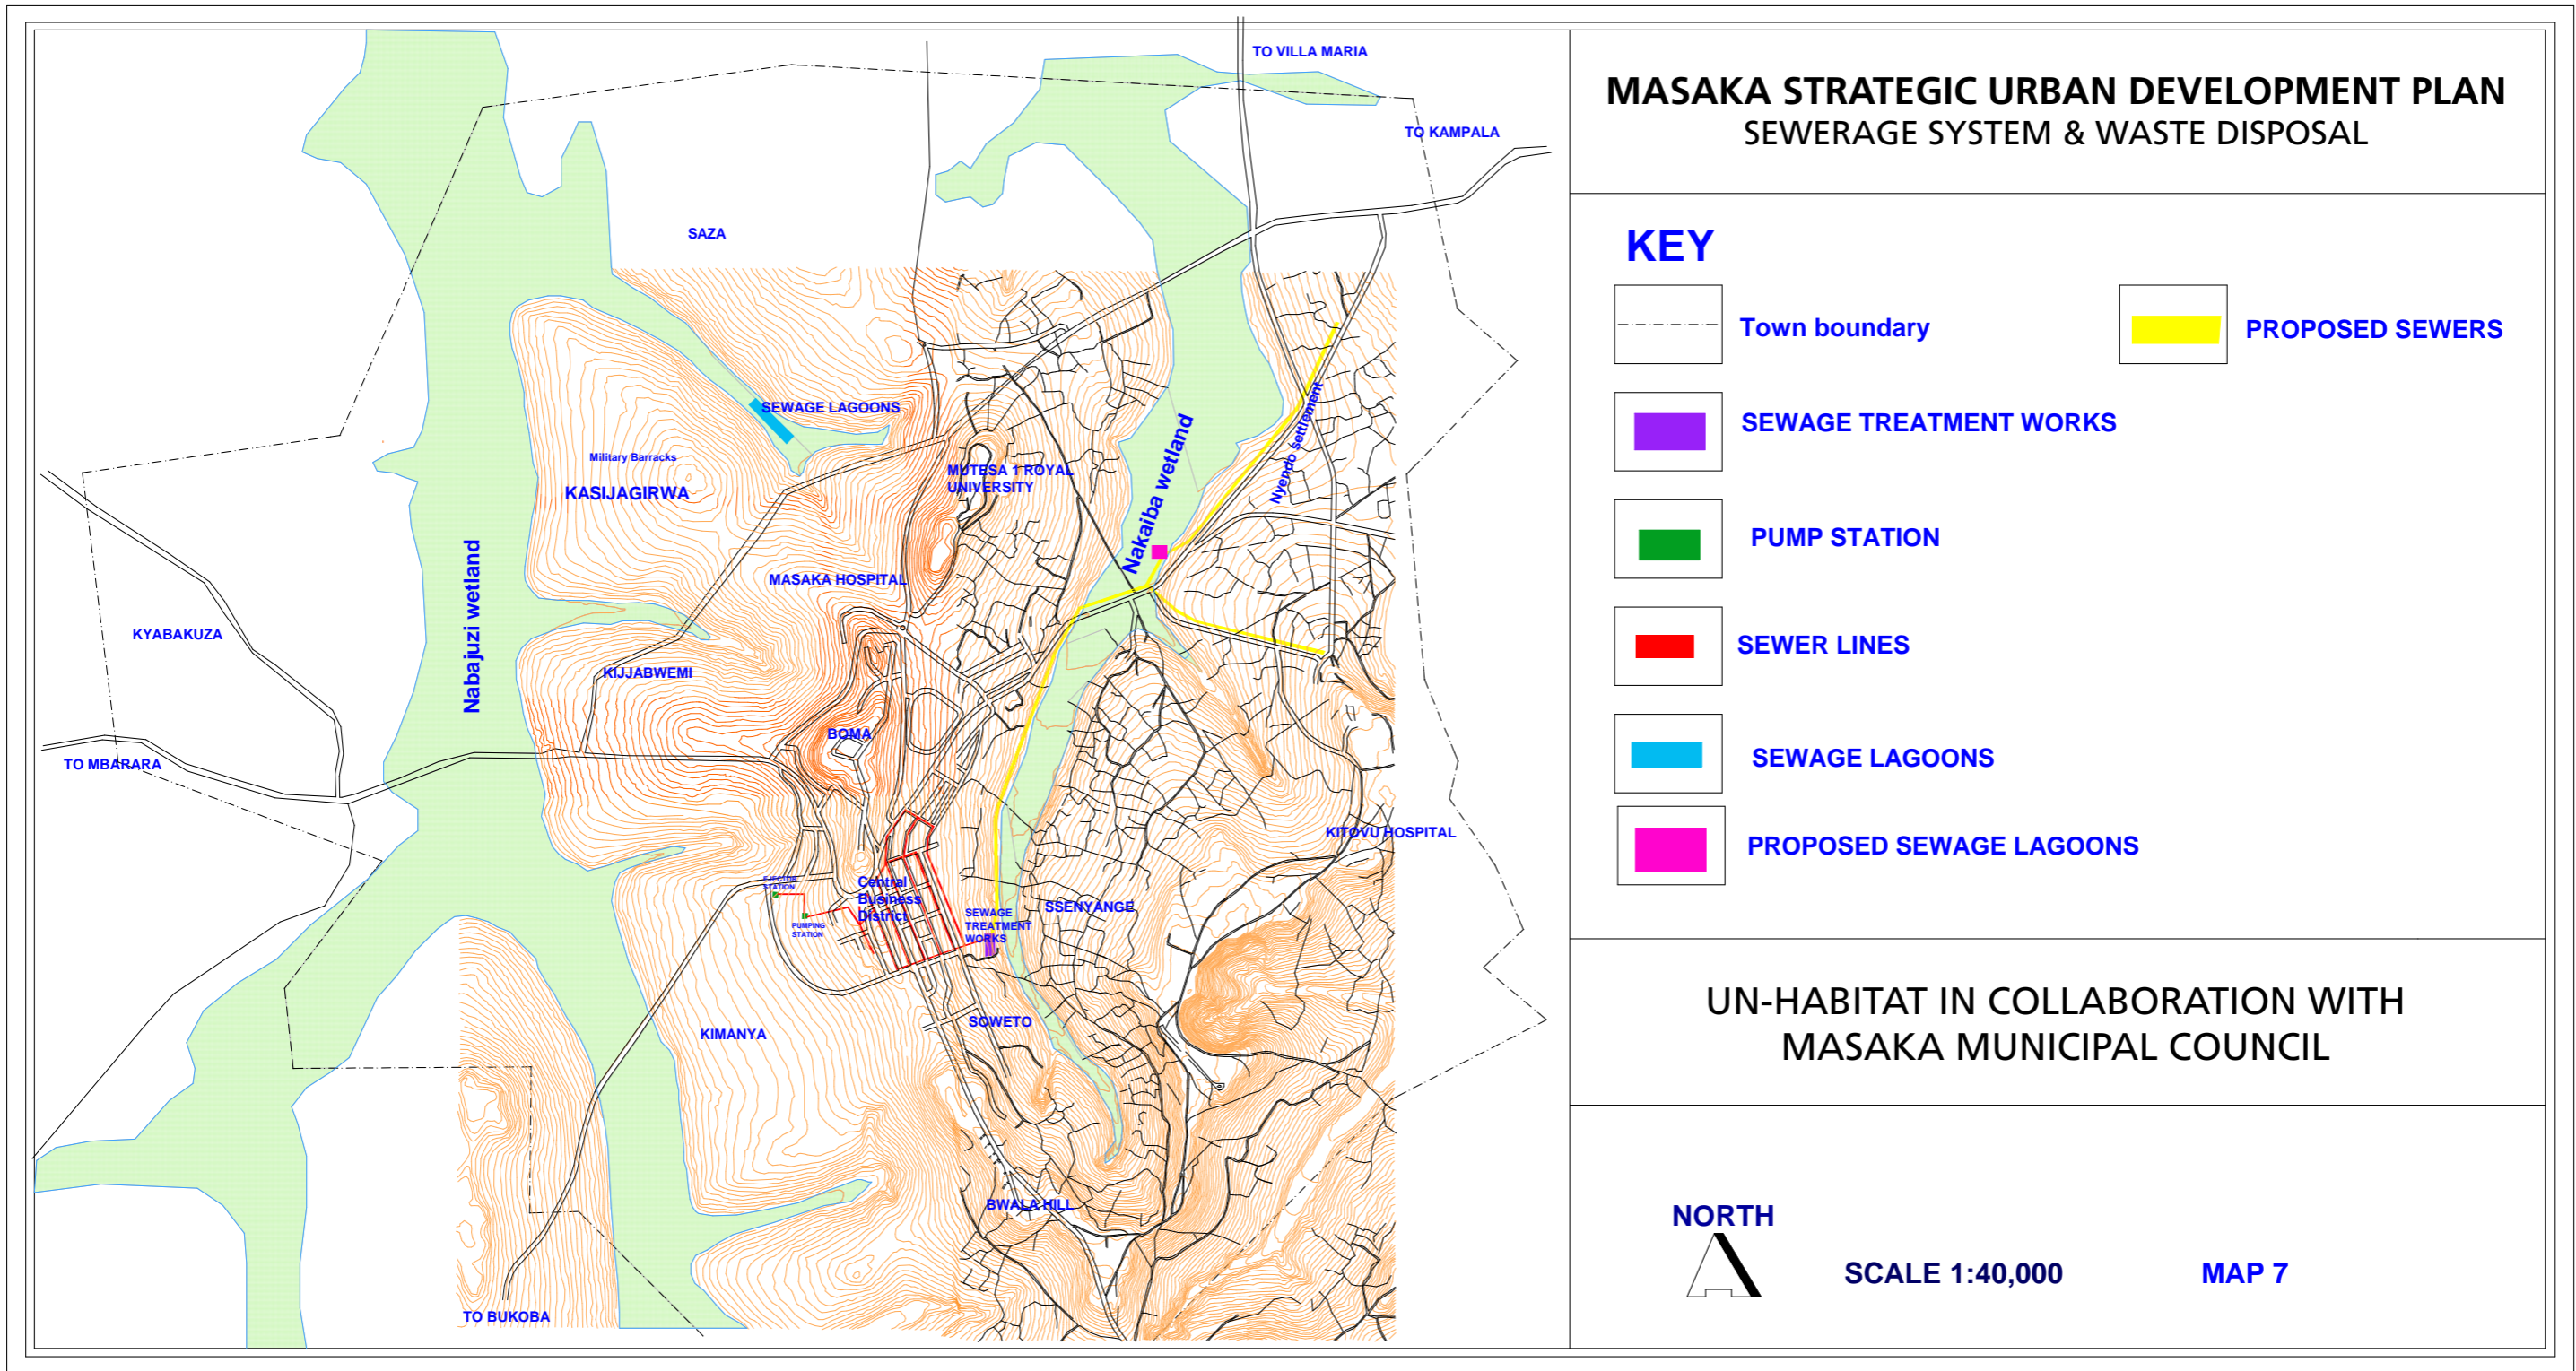 MASAKA STRATEGIC URBAN DEVELOPMENT PLAN
SEWERAGE SYSTEM & WASTE DISPOSAL
KEY
Town boundary
PROPOSED SEWERS
SEWAGE TREATMENT WORKS
PUMP STATION
SEWER LINES
SEWAGE LAGOONS
PROPOSED SEWAGE LAGOONS
UN-HABITAT IN COLLABORATION WITH
MASAKA MUNICIPAL COUNCIL
NORTH
SCALE 1:40,000
MAP 7
TO VILLA MARIA
TO KAMPALA
SAZA
SEWAGE LAGOONS
Military Barracks
KASIJAGIRWA
MUTESA 1 ROYAL
UNIVERSITY
Nakaiba wetland
Nyendo settlement
MASAKA HOSPITAL
Nabajuzi wetland
KYABAKUZA
KIJJABWEMI
BOMA
TO MBARARA
KITOVU HOSPITAL
EJECTOR
STATION
Central
Business
District
PUMPING
STATION
SEWAGE
TREATMENT
WORKS
SSENYANGE
SOWETO
KIMANYA
BWALA HILL
TO BUKOBA